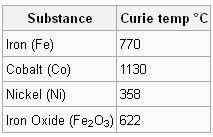 Substance Curie temp °C
Iron (Fe) 770
Cobalt (Co) 1130
Nickel (Ni) 358
Iron Oxide (Fe₂O₃) 622